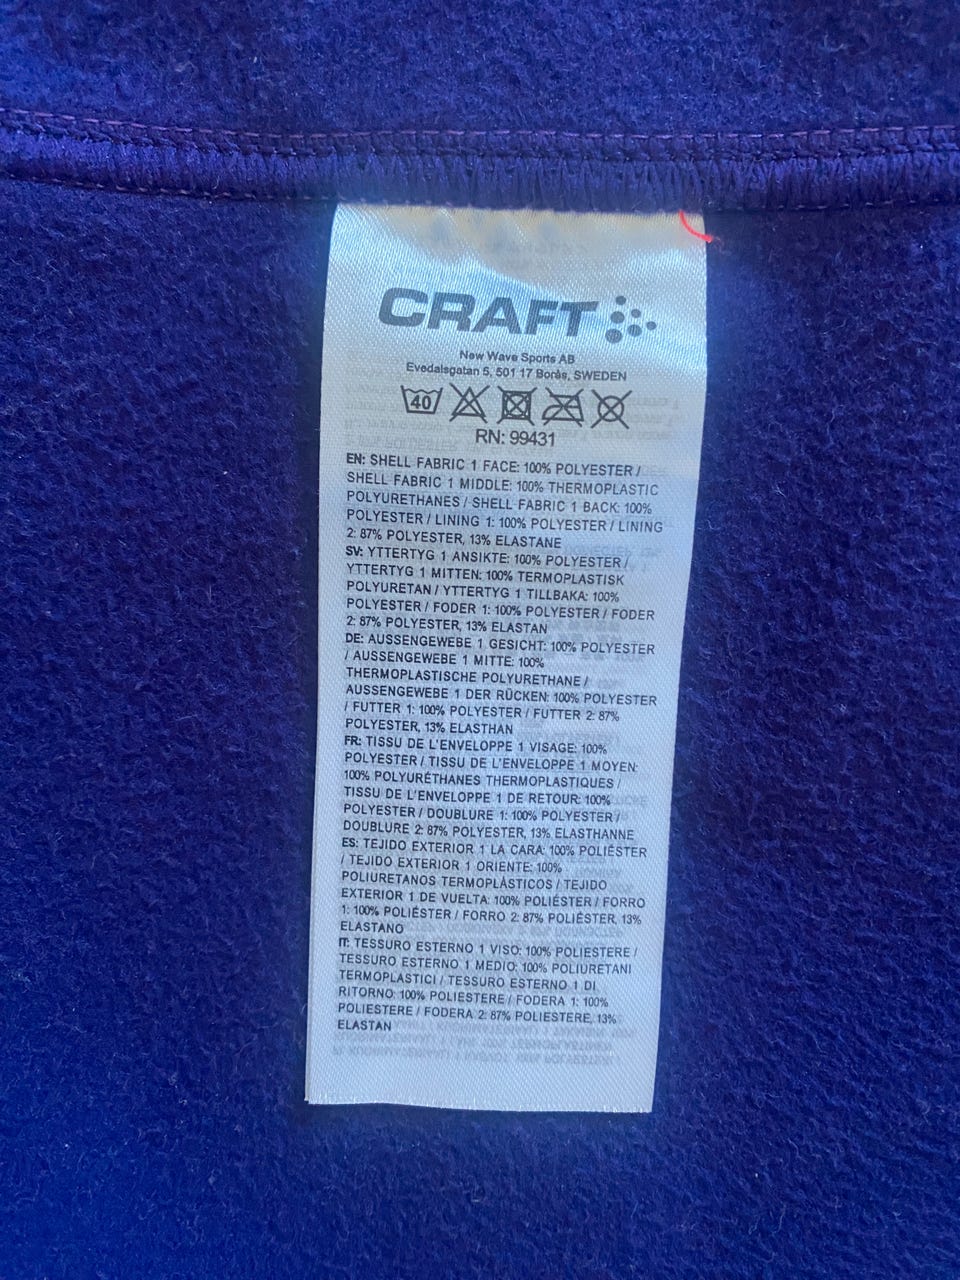 CRAFT
New Wave Sports AB
Evedalsgatan 5, 501 17 Borås, SWEDEN
40
RN: 99431
EN: SHELL FABRIC 1 FACE: 100% POLYESTER /
SHELL FABRIC 1 MIDDLE: 100% THERMOPLASTIC
POLYURETHANES / SHELL FABRIC 1 BACK: 100%
POLYESTER / LINING 1: 100% POLYESTER / LINING
2: 87% POLYESTER, 13% ELASTANE
SV: YTTERTYG 1 ANSIKTE: 100% POLYESTER /
YTTERTYG 1 MITTEN: 100% TERMOPLASTISK
POLYURETAN / YTTERTYG 1 TILLBAKA: 100%
POLYESTER / FODER 1: 100% POLYESTER / FODER
2: 87% POLYESTER, 13% ELASTAN
DE: AUSSENGEWEBE 1 GESICHT: 100% POLYESTER
/ AUSSENGEWEBE 1 MITTE: 100%
THERMOPLASTISCHE POLYURETHANE /
AUSSENGEWEBE 1 DER RÜCKEN: 100% POLYESTER
/ FUTTER 1: 100% POLYESTER / FUTTER 2: 87%
POLYESTER, 13% ELASTHAN
FR: TISSU DE L'ENVELOPPE 1 VISAGE: 100%
POLYESTER / TISSU DE L'ENVELOPPE 1 MOYEN:
100% POLYURÉTHANES THERMOPLASTIQUES /
TISSU DE L'ENVELOPPE 1 DE RETOUR: 100%
POLYESTER / DOUBLURE 1: 100% POLYESTER /
DOUBLURE 2: 87% POLYESTER, 13% ELASTHANNE
ES: TEJIDO EXTERIOR 1 LA CARA: 100% POLIÉSTER
/ TEJIDO EXTERIOR 1 ORIENTE: 100%
POLIURETANOS TERMOPLÁSTICOS / TEJIDO
EXTERIOR 1 DE VUELTA: 100% POLIÉSTER / FORRO
1: 100% POLIÉSTER / FORRO 2: 87% POLIÉSTER, 13%
ELASTANO
IT: TESSURO ESTERNO 1 VISO: 100% POLIESTERE /
TESSURO ESTERNO 1 MEDIO: 100% POLIURETANI
TERMOPLASTICI / TESSURO ESTERNO 1 DI
RITORNO: 100% POLIESTERE / FODERA 1: 100%
POLIESTERE / FODERA 2: 87% POLIESTERE, 13%
ELASTAN